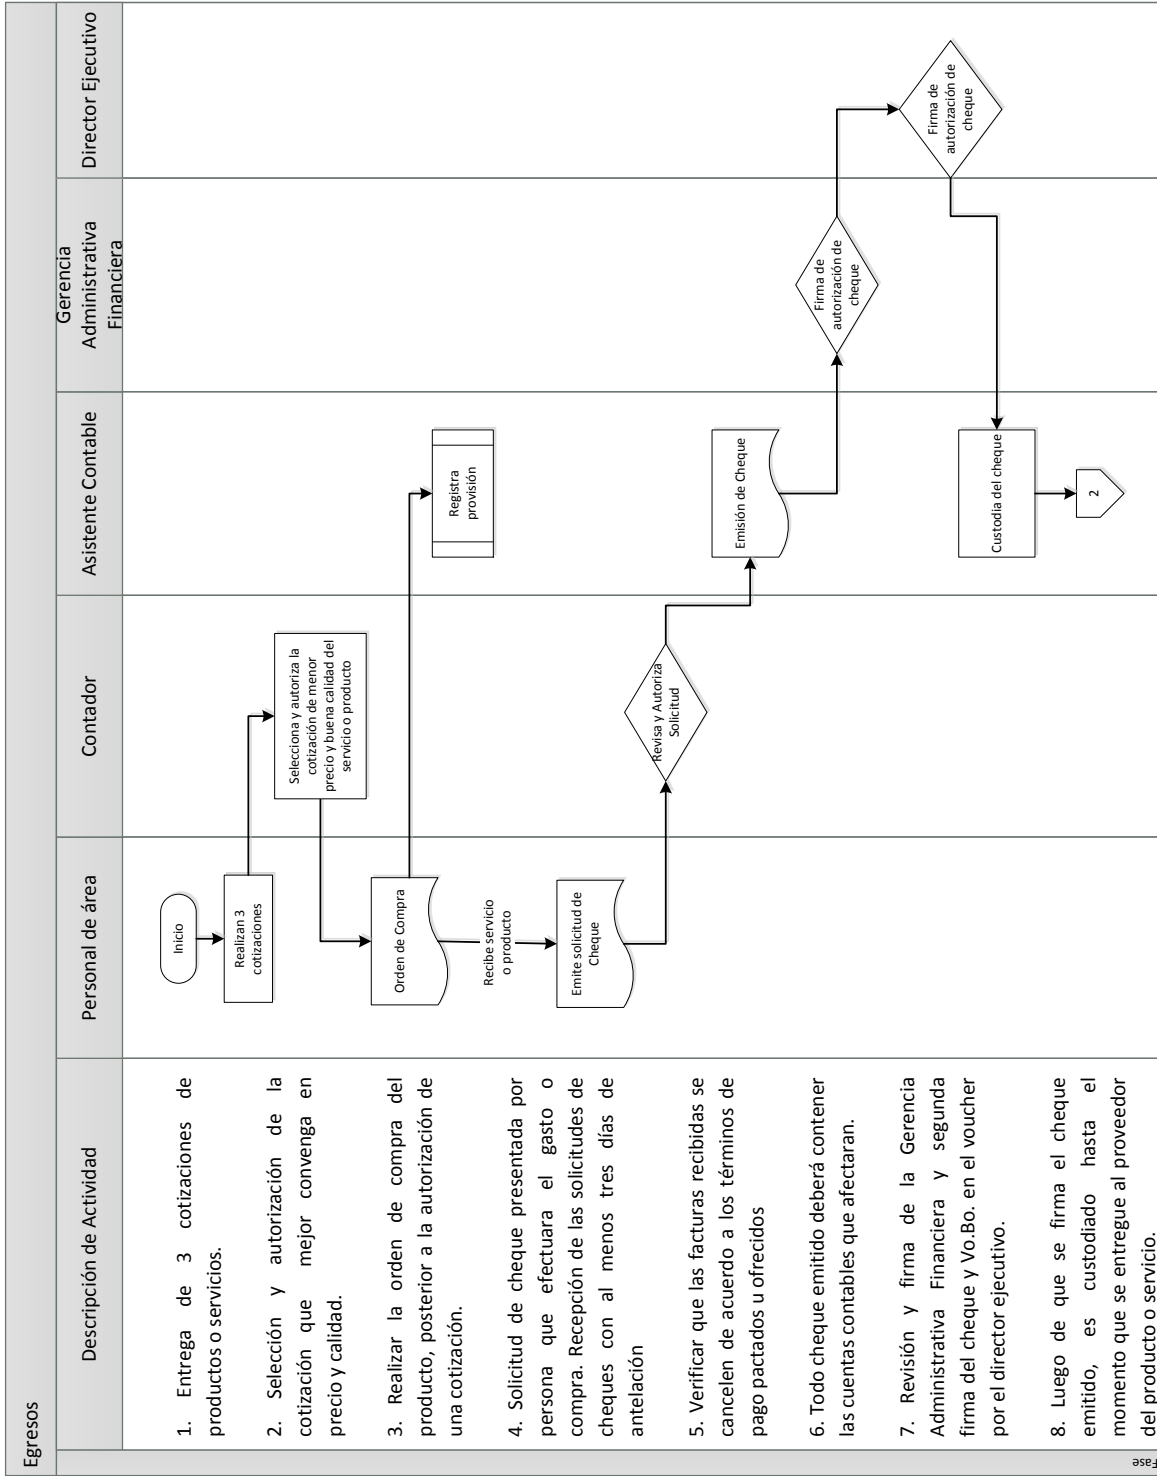 Egresos
Descripción de Actividad
Personal de área
Contador
Asistente Contable
Gerencia
Administrativa
Financiera
Director Ejecutivo
1. Entrega de 3 cotizaciones de
productos o servicios.
2. Selección y autorización de la
cotización que mejor convenga en
precio y calidad.
3. Realizar la orden de compra del
producto, posterior a la autorización de
una cotización.
4. Solicitud de cheque presentada por
persona que efectuara el gasto o
compra. Recepción de las solicitudes de
cheques con al menos tres días de
antelación
5. Verificar que las facturas recibidas se
cancelen de acuerdo a los términos de
pago pactados u ofrecidos
6. Todo cheque emitido deberá contener
las cuentas contables que afectaran.
7. Revisión y firma de la Gerencia
Administrativa Financiera y segunda
firma del cheque y Vo.Bo. en el voucher
por el director ejecutivo.
8. Luego de que se firma el cheque
emitido, es custodiado hasta el
momento que se entregue al proveedor
del producto o servicio.
Inicio
Realizan 3
cotizaciones
Selecciona y autoriza la
cotización de menor
precio y buena calidad del
servicio o producto
Orden de Compra
Registra
provisión
Recibe servicio
o producto
Emite solicitud de
Cheque
Revisa y Autoriza
Solicitud
Emisión de Cheque
Firma de
autorización de
cheque
Firma de
autorización de
cheque
Custodia del cheque
2
Fase